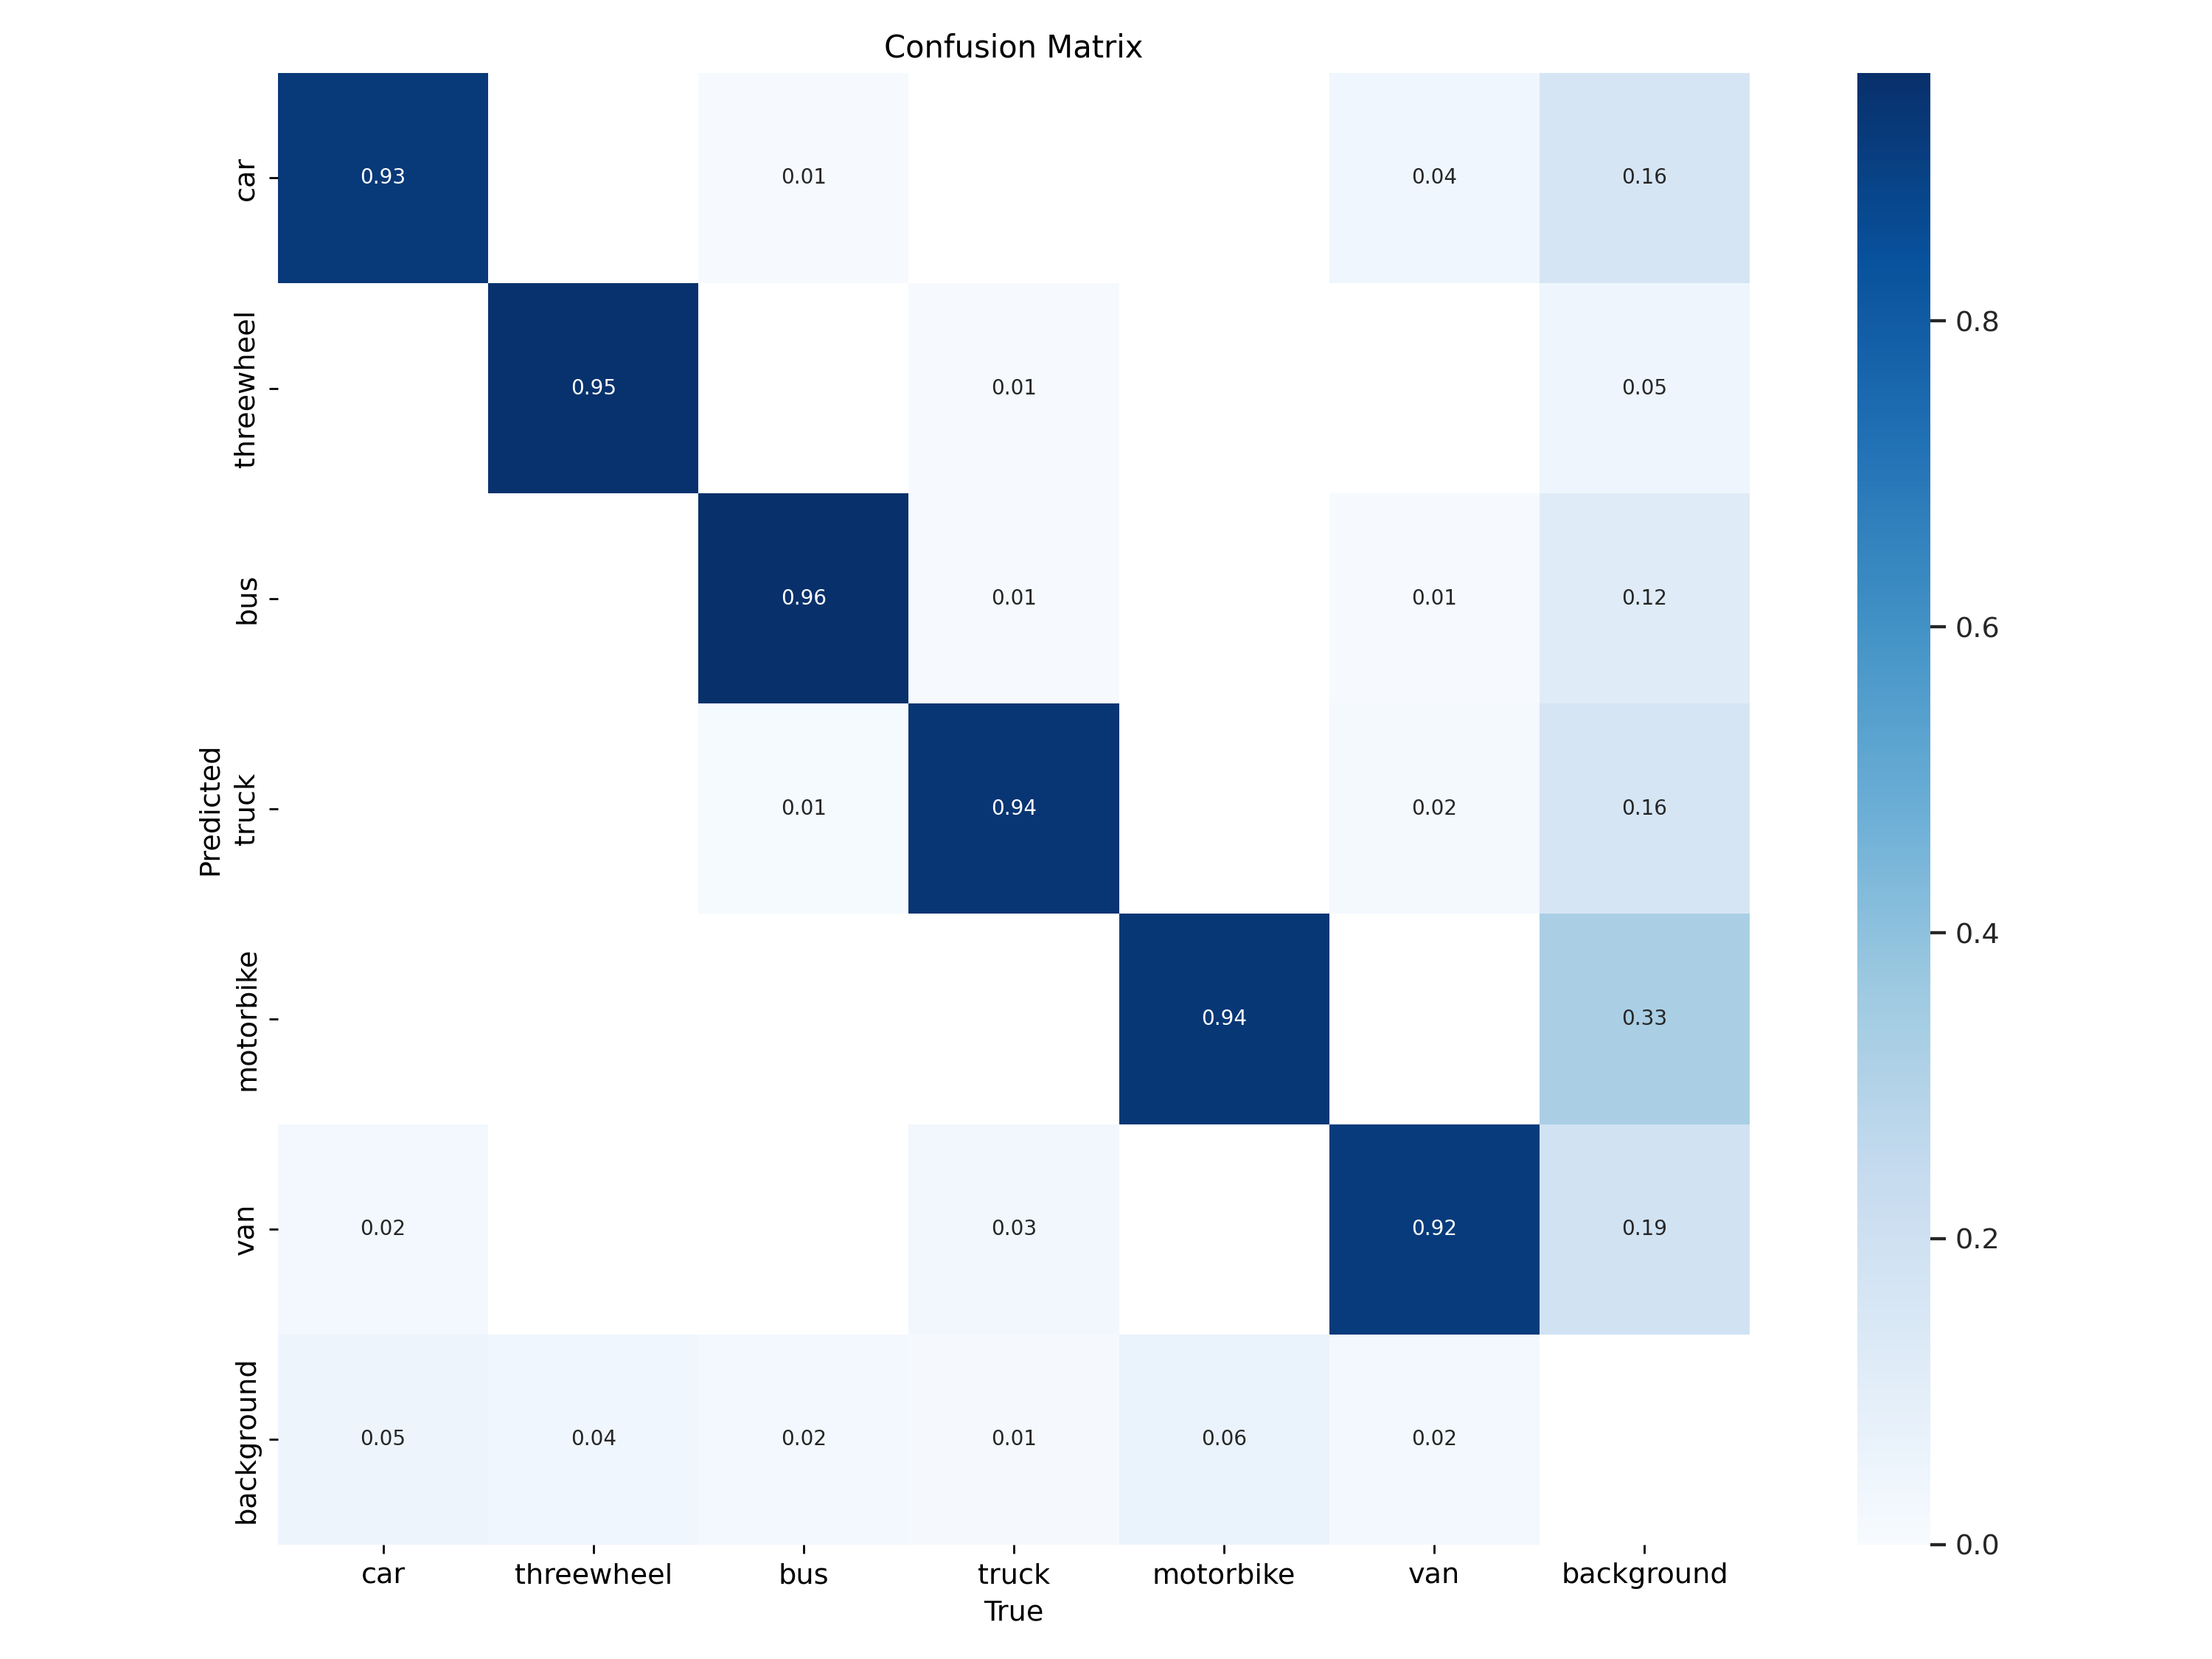 Confusion Matrix
car
0.93
0.01
0.04
0.16
threewheel
0.95
0.01
0.05
0.8
bus
0.96
0.01
0.01
0.12
0.6
Predicted
truck
0.01
0.94
0.02
0.16
0.4
motorbike
0.94
0.33
van
0.02
0.03
0.92
0.19
0.2
background
0.05
0.04
0.02
0.01
0.06
0.02
0.0
car threewheel bus truck motorbike van background
True